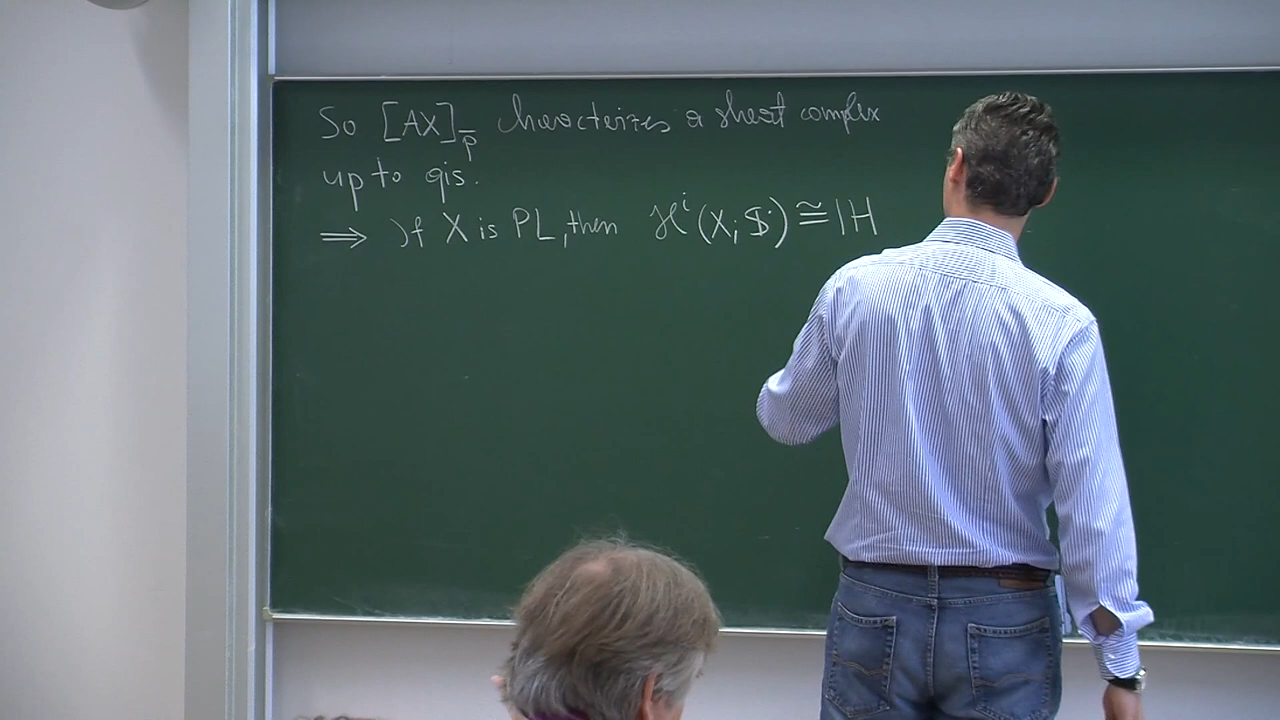 So [AX]_p̄ characterizes a sheaf complex
up to qis.
⟹ If X is PL, then ℋ^i(X; S^•) ≅ IH